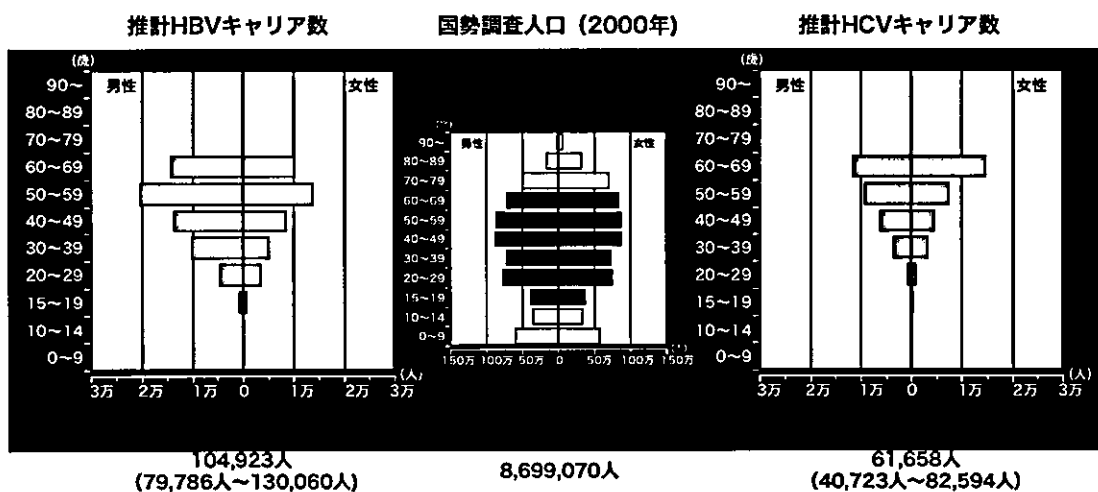 推計HBVキャリア数
(歳)
男性
女性
90～
80～89
70～79
60～69
50～59
40～49
30～39
20～29
15～19
10～14
0～9
3万 2万 1万 0 1万 2万 3万
(人)
104,923人
(79,786人～130,060人)
国勢調査人口（2000年）
男性
女性
90～
80～89
70～79
60～69
50～59
40～49
30～39
20～29
15～19
10～14
0～9
150万 100万 50万 0 50万 100万 150万
8,699,070人
推計HCVキャリア数
(歳)
男性
女性
90～
80～89
70～79
60～69
50～59
40～49
30～39
20～29
15～19
10～14
0～9
3万 2万 1万 0 1万 2万 3万
(人)
61,658人
(40,723人～82,594人)